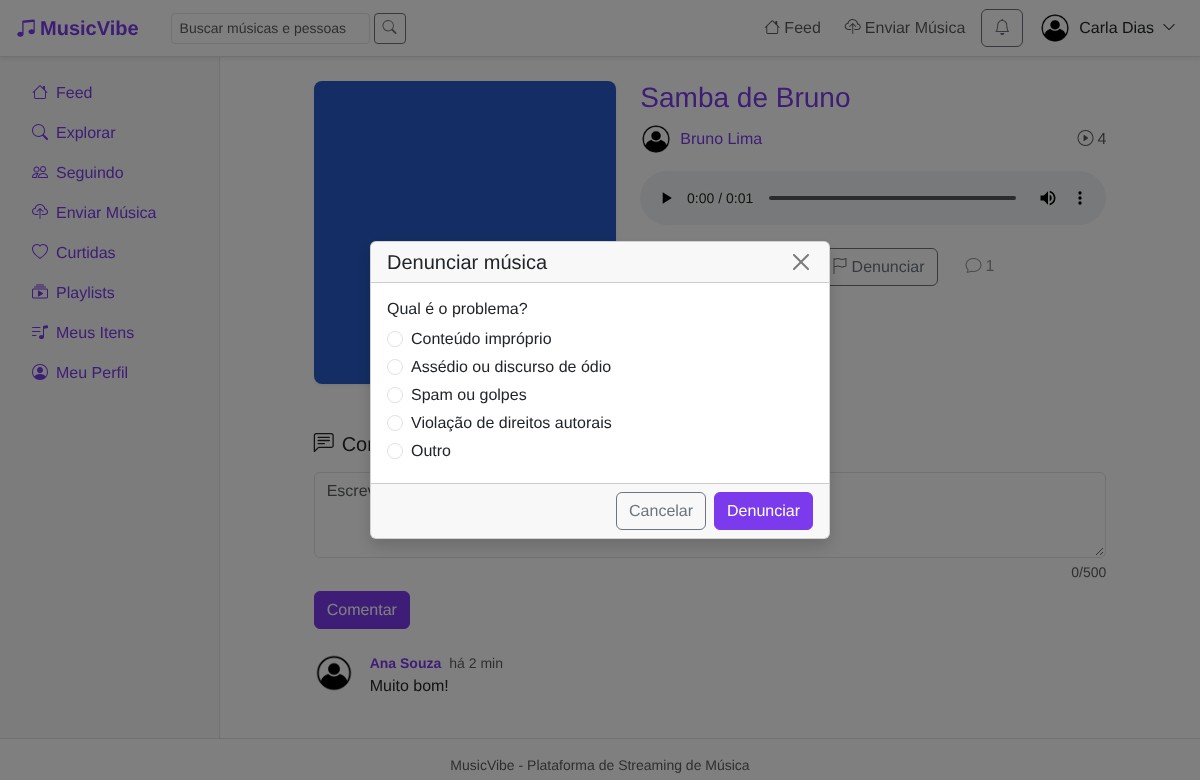 MusicVibe
Buscar músicas e pessoas
Feed
Enviar Música
Carla Dias
Feed
Explorar
Seguindo
Enviar Música
Curtidas
Playlists
Meus Itens
Meu Perfil
Samba de Bruno
Bruno Lima
4
0:00 / 0:01
Denunciar
1
Denunciar música
Qual é o problema?
Conteúdo impróprio
Assédio ou discurso de ódio
Spam ou golpes
Violação de direitos autorais
Outro
Cancelar
Denunciar
0/500
Comentar
Ana Souza há 2 min
Muito bom!
MusicVibe - Plataforma de Streaming de Música